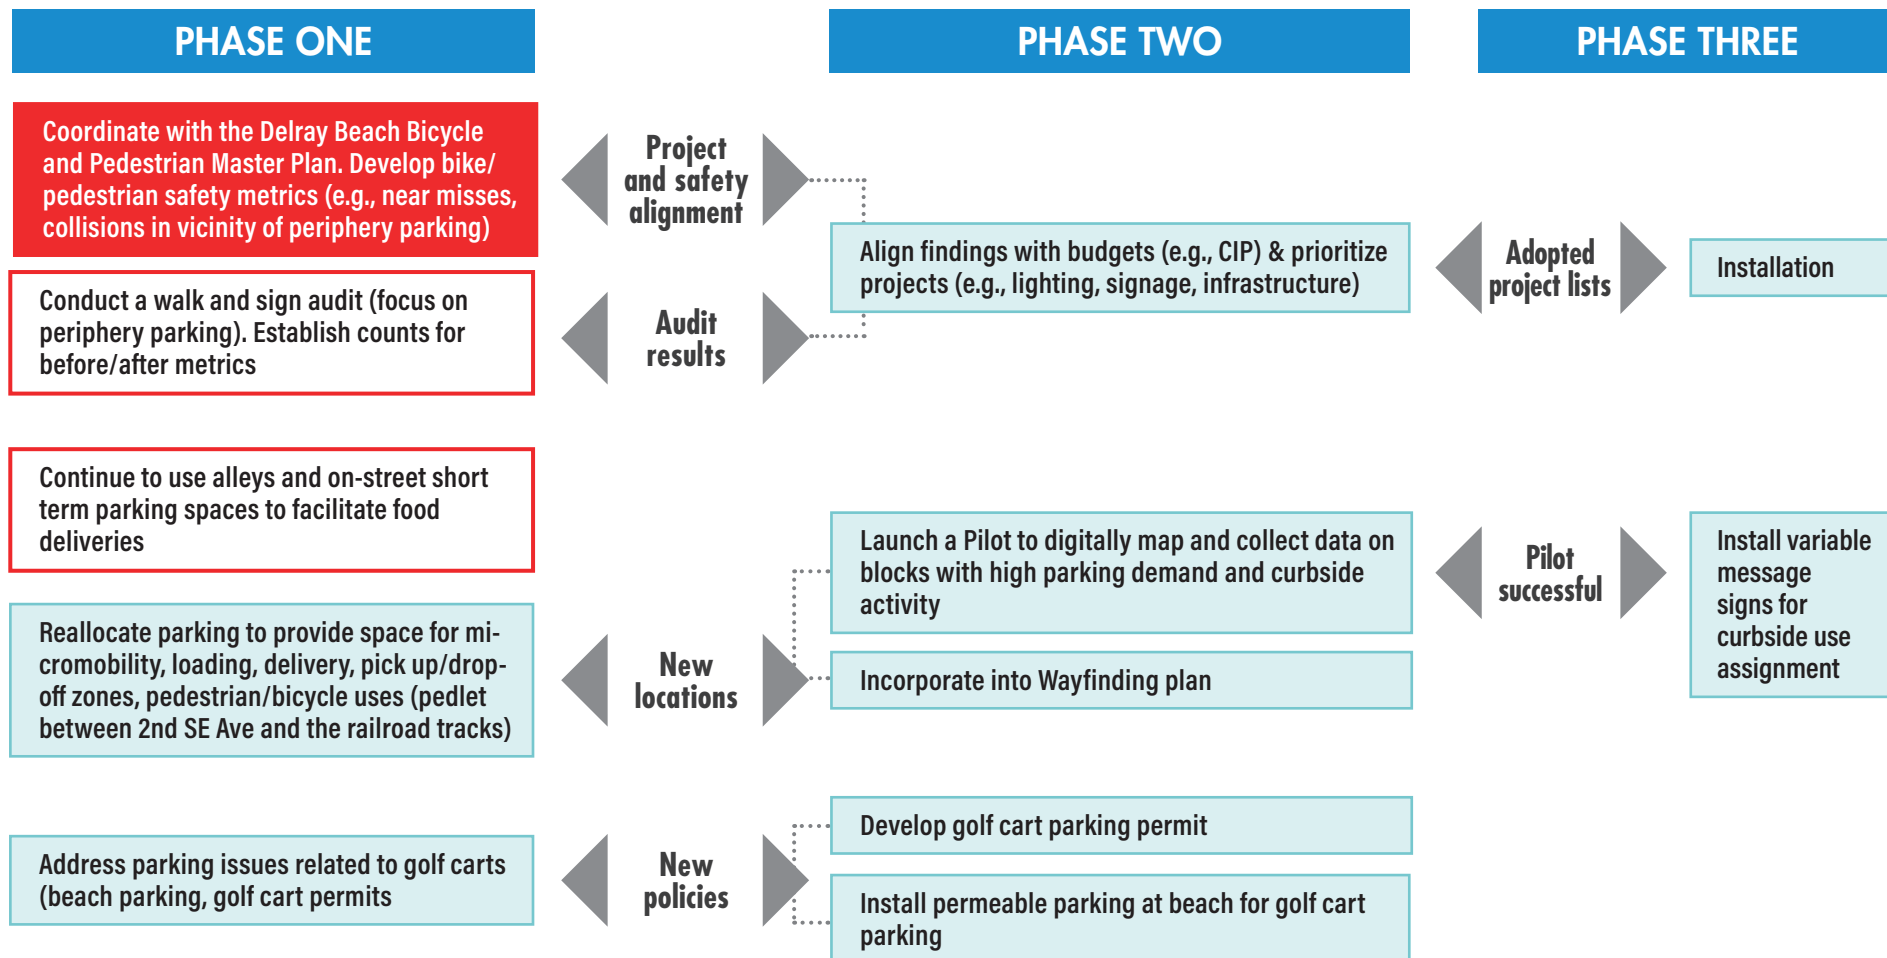 PHASE ONE
PHASE TWO
PHASE THREE
Coordinate with the Delray Beach Bicycle
and Pedestrian Master Plan. Develop bike/
pedestrian safety metrics (e.g., near misses,
collisions in vicinity of periphery parking)
Project
and safety
alignment
Conduct a walk and sign audit (focus on
periphery parking). Establish counts for
before/after metrics
Audit
results
Align findings with budgets (e.g., CIP) & prioritize
projects (e.g., lighting, signage, infrastructure)
Adopted
project lists
Installation
Continue to use alleys and on-street short
term parking spaces to facilitate food
deliveries
Reallocate parking to provide space for mi-
cromobility, loading, delivery, pick up/drop-
off zones, pedestrian/bicycle uses (pedlet
between 2nd SE Ave and the railroad tracks)
New
locations
Launch a Pilot to digitally map and collect data on
blocks with high parking demand and curbside
activity
Incorporate into Wayfinding plan
Pilot
successful
Install variable
message
signs for
curbside use
assignment
Address parking issues related to golf carts
(beach parking, golf cart permits
New
policies
Develop golf cart parking permit
Install permeable parking at beach for golf cart
parking